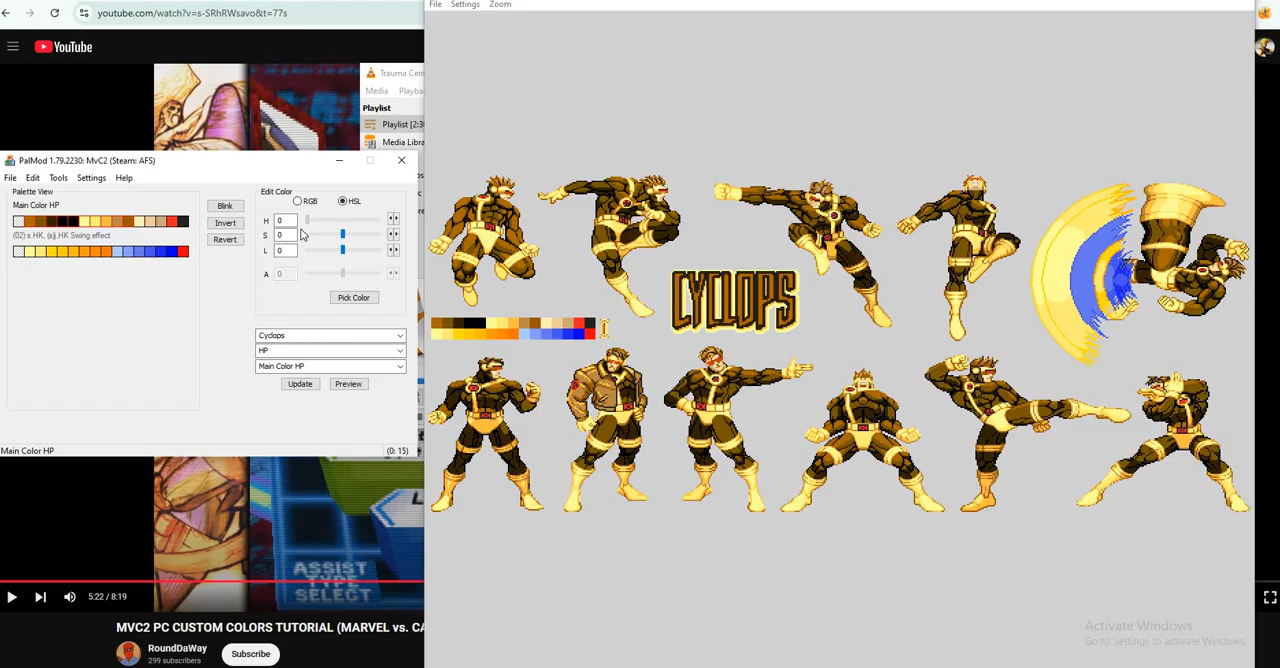 youtube.com/watch?v=s-SRhRWsavo&t=77s
File Settings Zoom
YouTube
Trauma Cen
Media Playba
Playlist
Playlist [2:3
Media Libra
PalMod 1.79.2230: MvC2 (Steam: AFS)
File Edit Tools Settings Help
Palette View
Main Color HP
(02) s.HK, (a)j.HK Swing effect
Blink
Invert
Revert
Edit Color
RGB HSL
H 0
S 0
L 0
A 0
Pick Color
Cyclops
HP
Main Color HP
Update Preview
Main Color HP (0: 15)
CYCLOPS
ASSIST
TYPE
SELECT
5:22 / 8:19
MVC2 PC CUSTOM COLORS TUTORIAL (MARVEL vs. CA
RoundDaWay
299 subscribers
Subscribe
Activate Windows
Go to Settings to activate Windows.